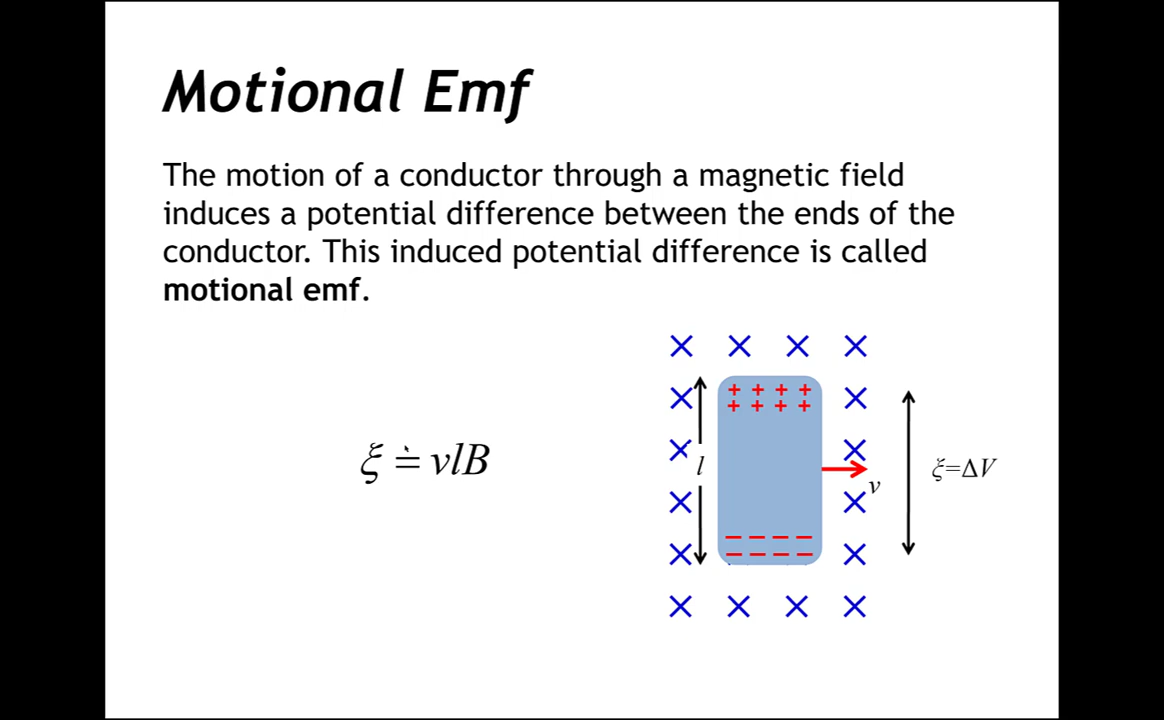 Motional Emf
The motion of a conductor through a magnetic field
induces a potential difference between the ends of the
conductor. This induced potential difference is called
motional emf.
× × × ×
× ×
+ + + +
+ + + +
× ×
ξ = vlB
l
ξ=ΔV
v
× ×
− − − −
− − − −
× ×
× × × ×